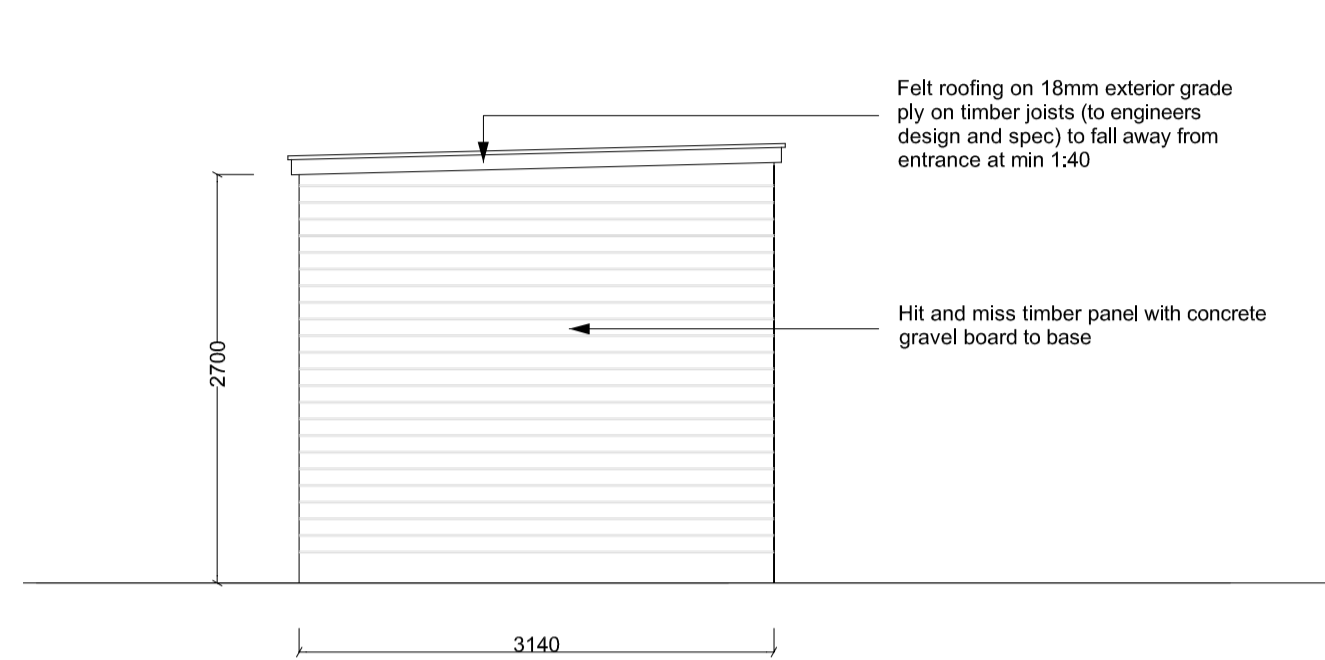 Felt roofing on 18mm exterior grade
ply on timber joists (to engineers
design and spec) to fall away from
entrance at min 1:40
Hit and miss timber panel with concrete
gravel board to base
2700
3140